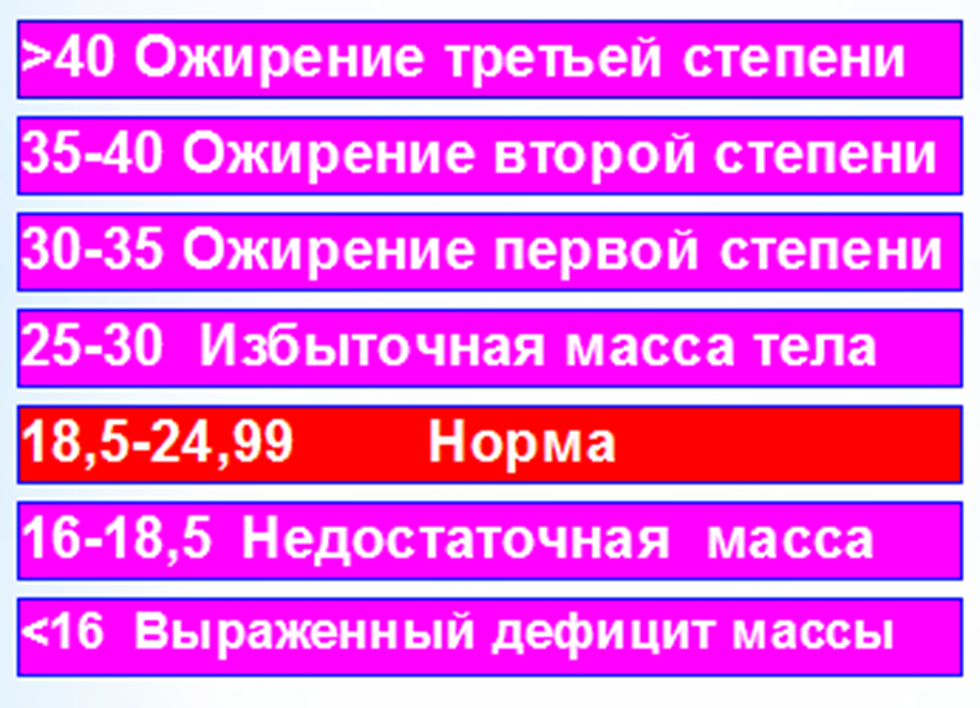 >40 Ожирение третьей степени
35-40 Ожирение второй степени
30-35 Ожирение первой степени
25-30 Избыточная масса тела
18,5-24,99 Норма
16-18,5 Недостаточная масса
<16 Выраженный дефицит массы